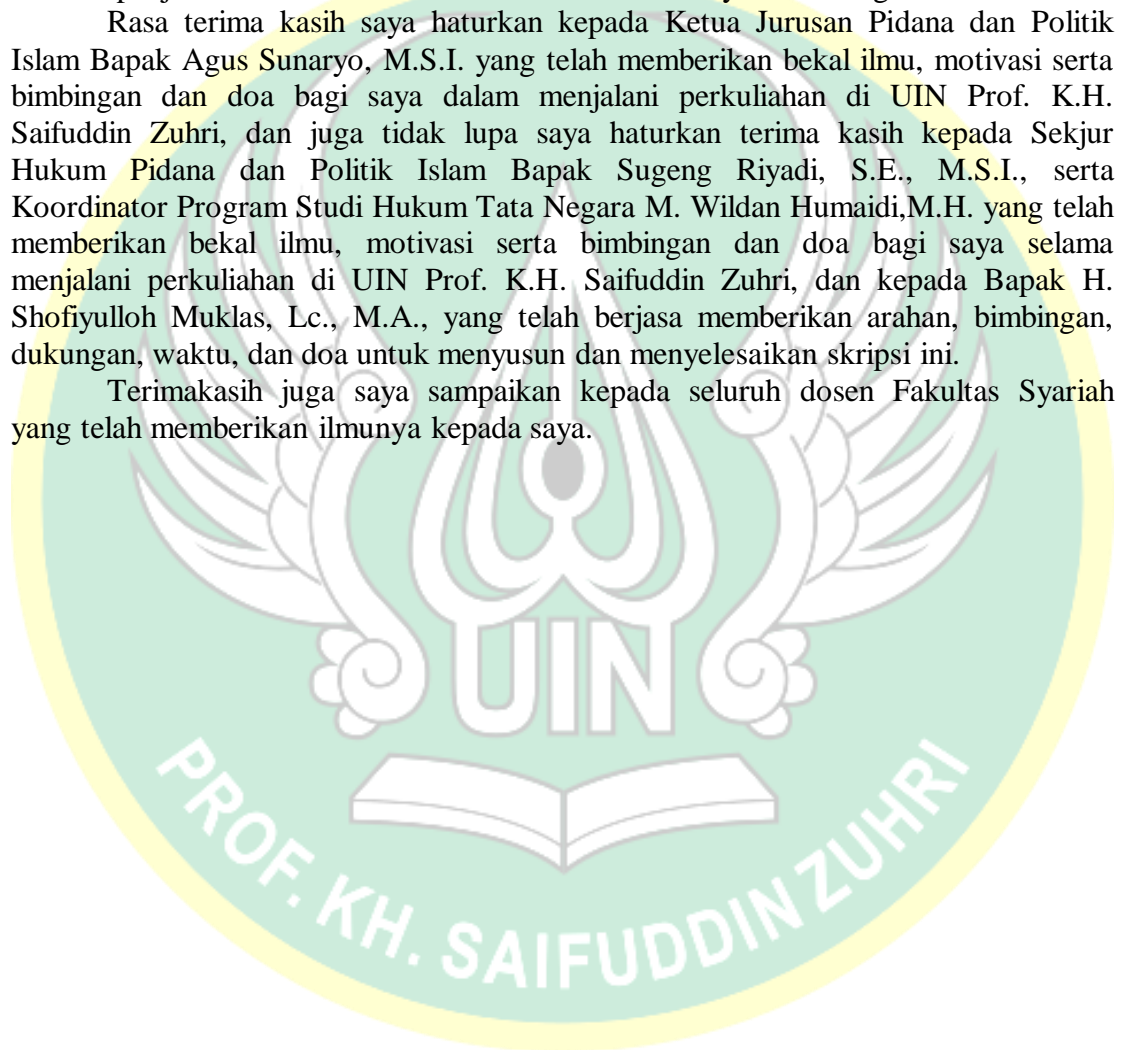 Rasa terima kasih saya haturkan kepada Ketua Jurusan Pidana dan Politik
Islam Bapak Agus Sunaryo, M.S.I. yang telah memberikan bekal ilmu, motivasi serta
bimbingan dan doa bagi saya dalam menjalani perkuliahan di UIN Prof. K.H.
Saifuddin Zuhri, dan juga tidak lupa saya haturkan terima kasih kepada Sekjur
Hukum Pidana dan Politik Islam Bapak Sugeng Riyadi, S.E., M.S.I., serta
Koordinator Program Studi Hukum Tata Negara M. Wildan Humaidi,M.H. yang telah
memberikan bekal ilmu, motivasi serta bimbingan dan doa bagi saya selama
menjalani perkuliahan di UIN Prof. K.H. Saifuddin Zuhri, dan kepada Bapak H.
Shofiyulloh Muklas, Lc., M.A., yang telah berjasa memberikan arahan, bimbingan,
dukungan, waktu, dan doa untuk menyusun dan menyelesaikan skripsi ini.
Terimakasih juga saya sampaikan kepada seluruh dosen Fakultas Syariah
yang telah memberikan ilmunya kepada saya.
UIN
PROF. KH. SAIFUDDIN ZUHRI